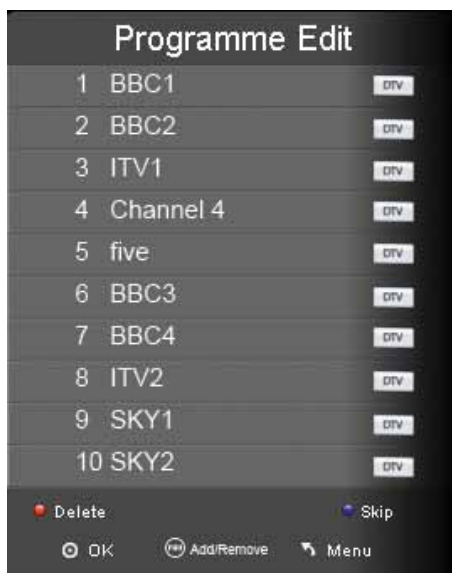 Programme Edit
1 BBC1 DTV
2 BBC2 DTV
3 ITV1 DTV
4 Channel 4 DTV
5 five DTV
6 BBC3 DTV
7 BBC4 DTV
8 ITV2 DTV
9 SKY1 DTV
10 SKY2 DTV
Delete Skip
OK Add/Remove Menu